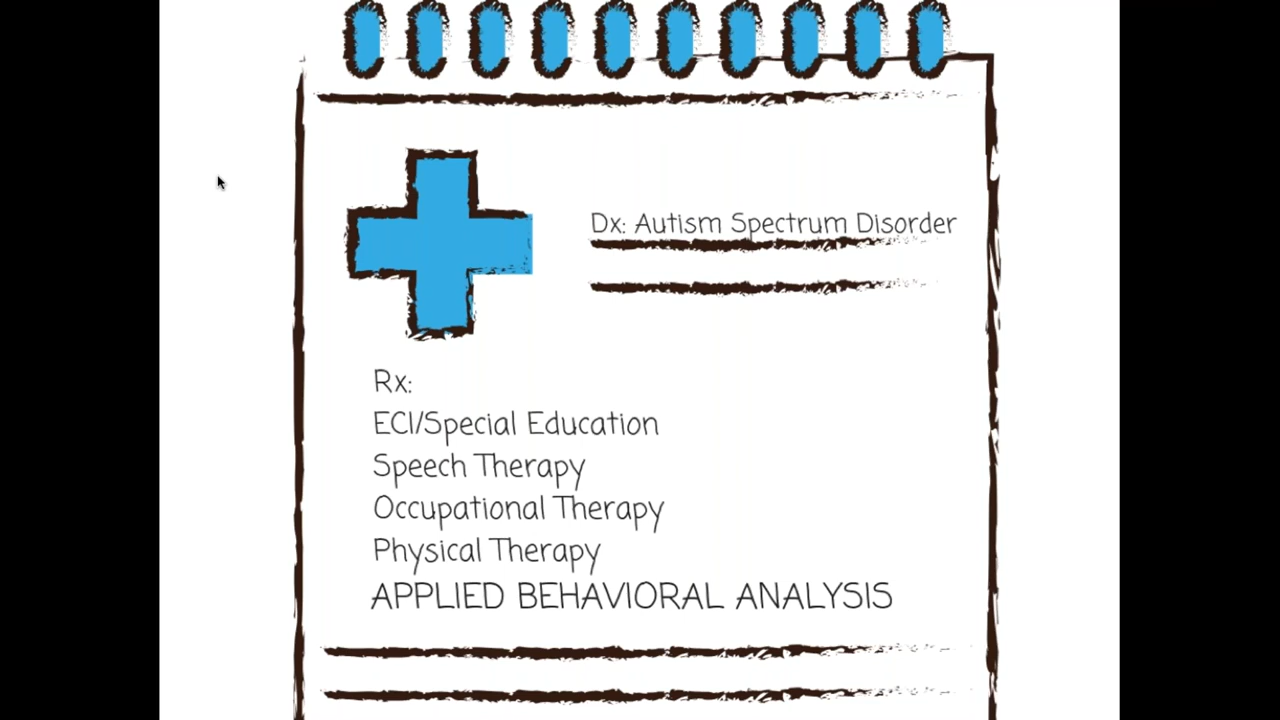 Dx: Autism Spectrum Disorder
Rx:
ECI/Special Education
Speech Therapy
Occupational Therapy
Physical Therapy
APPLIED BEHAVIORAL ANALYSIS